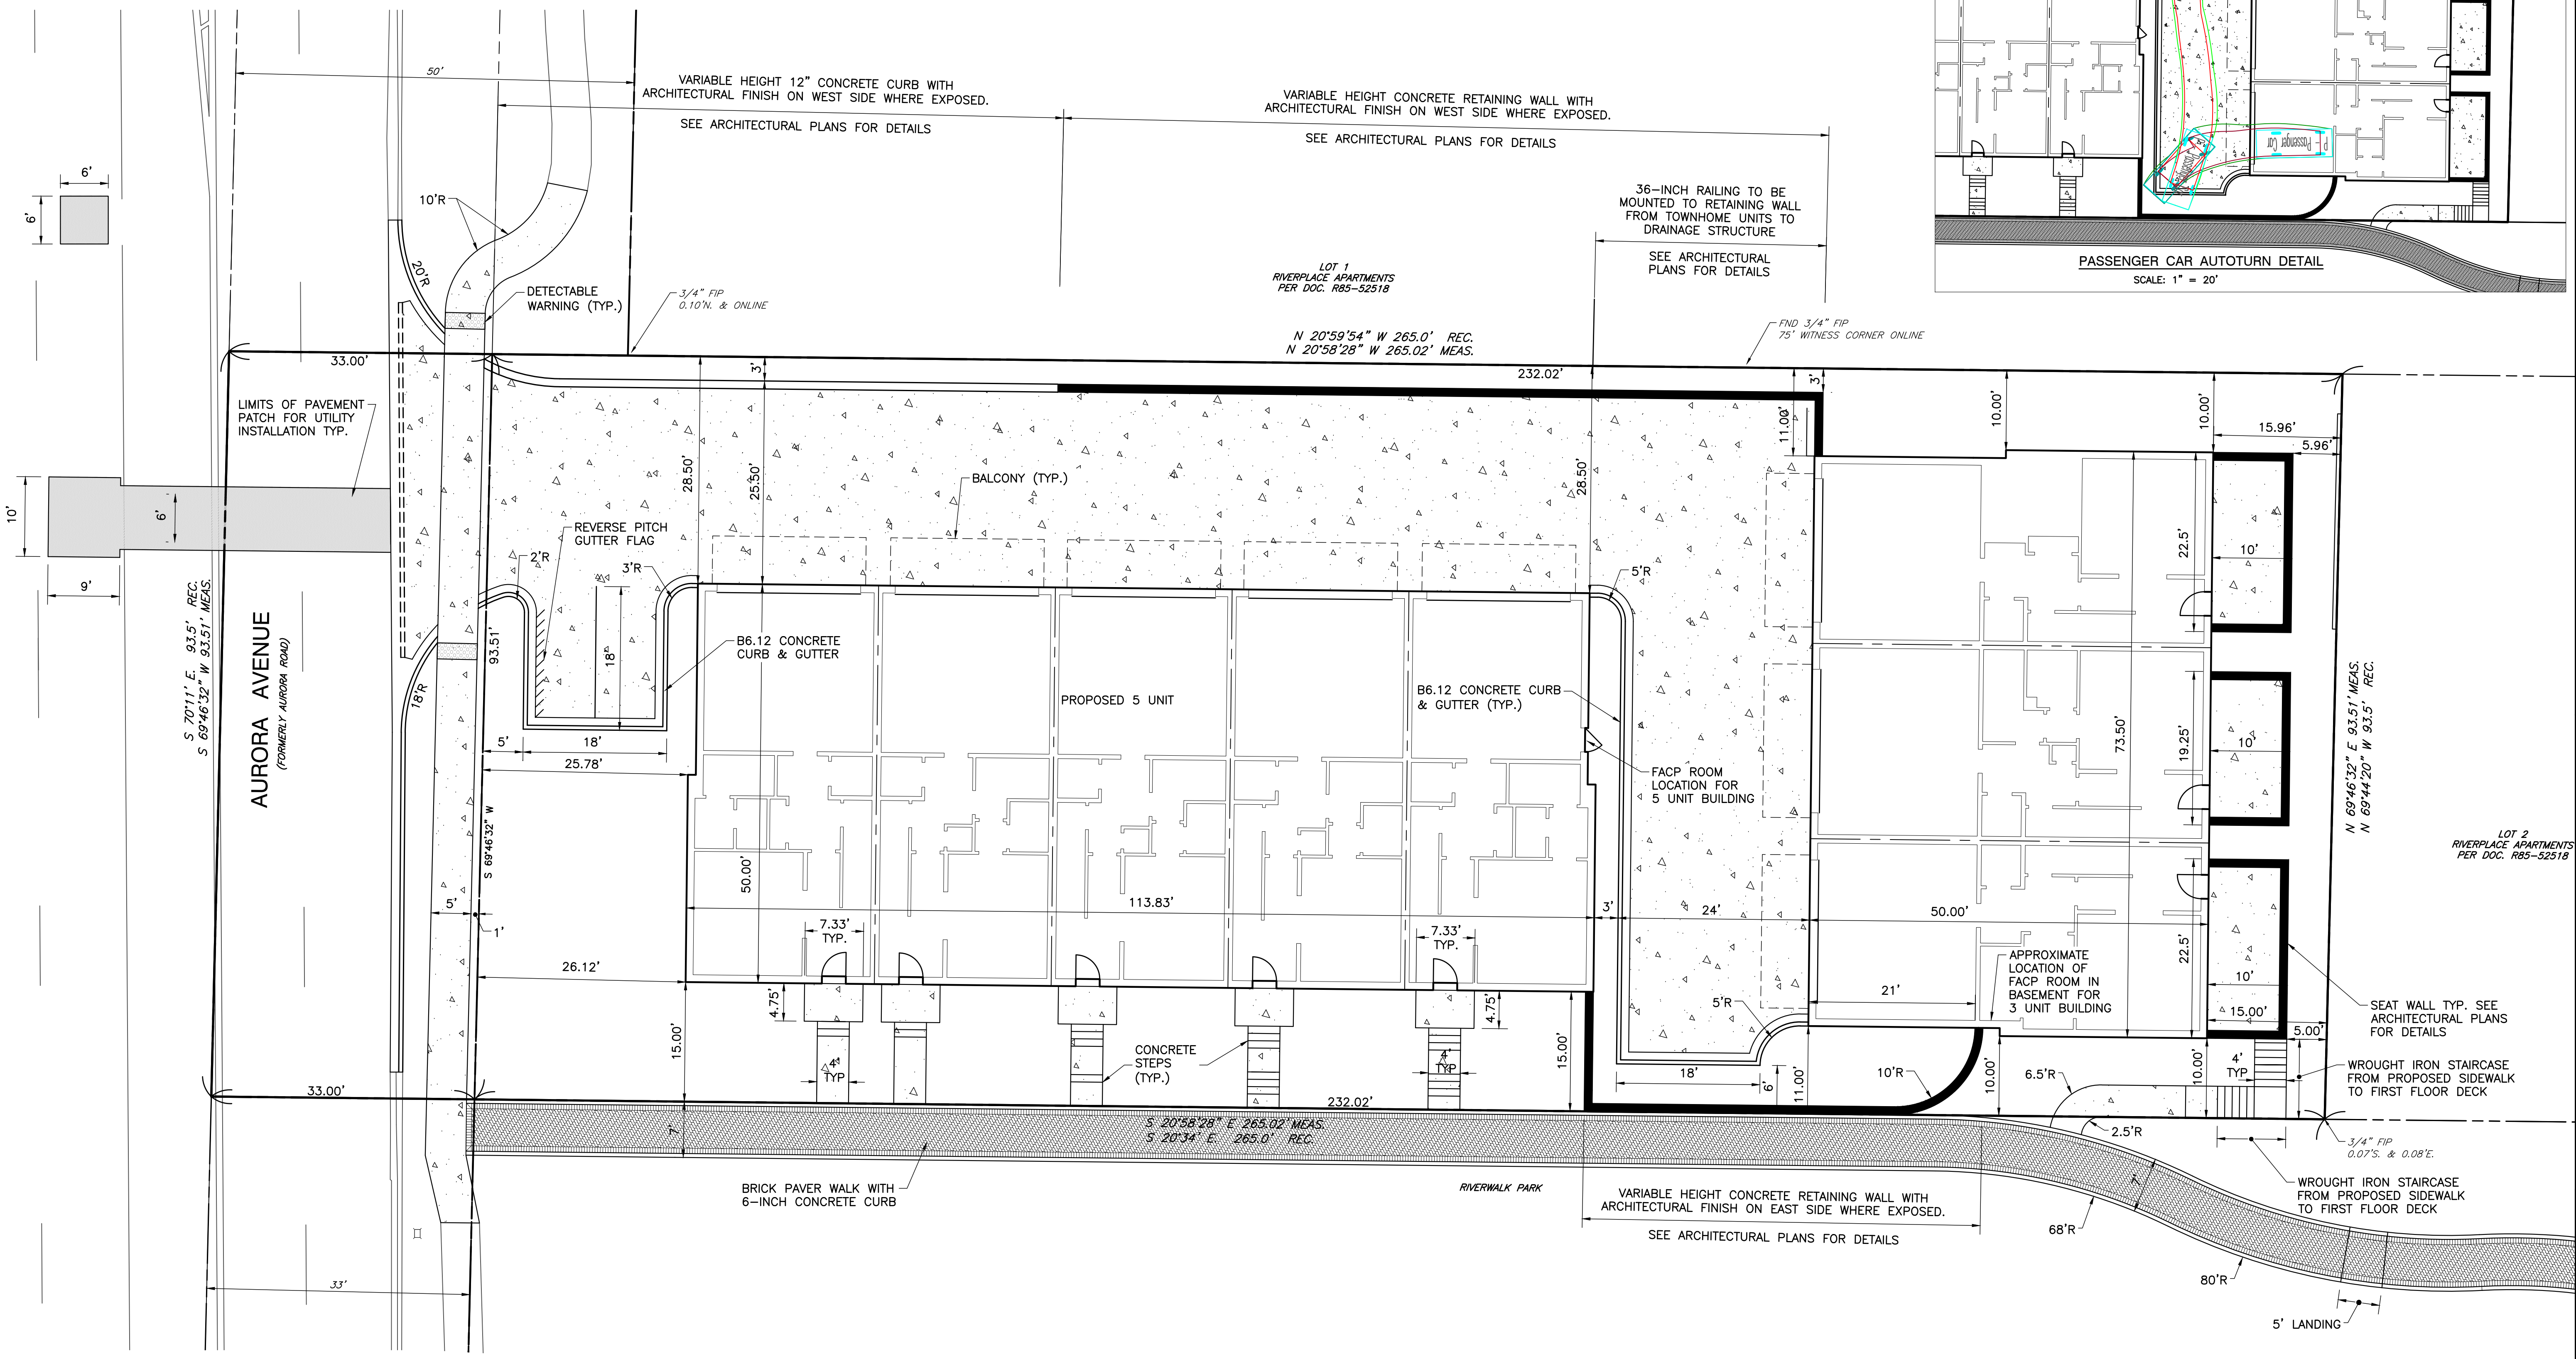 50'
VARIABLE HEIGHT 12" CONCRETE CURB WITH
ARCHITECTURAL FINISH ON WEST SIDE WHERE EXPOSED.
SEE ARCHITECTURAL PLANS FOR DETAILS
VARIABLE HEIGHT CONCRETE RETAINING WALL WITH
ARCHITECTURAL FINISH ON WEST SIDE WHERE EXPOSED.
SEE ARCHITECTURAL PLANS FOR DETAILS
36-INCH RAILING TO BE
MOUNTED TO RETAINING WALL
FROM TOWNHOME UNITS TO
DRAINAGE STRUCTURE
SEE ARCHITECTURAL
PLANS FOR DETAILS
P - Passenger Car
PASSENGER CAR AUTOTURN DETAIL
SCALE: 1" = 20'
6'
6'
10'R
20'R
DETECTABLE
WARNING (TYP.)
3/4" FIP
0.10'N. & ONLINE
LOT 1
RIVERPLACE APARTMENTS
PER DOC. R85-52518
N 20°59'54" W 265.0' REC.
N 20°58'28" W 265.02' MEAS.
FND 3/4" FIP
75' WITNESS CORNER ONLINE
33.00'
3'
232.02'
3'
LIMITS OF PAVEMENT
PATCH FOR UTILITY
INSTALLATION TYP.
11.00'
10.00'
10.00'
15.96'
5.96'
28.50'
25.50'
28.50'
BALCONY (TYP.)
10'
6'
9'
REVERSE PITCH
GUTTER FLAG
2'R
3'R
5'R
22.5'
10'
S 70°11' E. 93.5' REC.
S 69°46'32" W 93.51' MEAS.
AURORA AVENUE
(FORMERLY AURORA ROAD)
93.51'
18'
B6.12 CONCRETE
CURB & GUTTER
18'R
PROPOSED 5 UNIT
B6.12 CONCRETE CURB
& GUTTER (TYP.)
5'
18'
25.78'
FACP ROOM
LOCATION FOR
5 UNIT BUILDING
73.50'
19.25'
10'
N 69°46'32" E 93.51' MEAS.
N 69°44'20" W 93.5' REC.
LOT 2
RIVERPLACE APARTMENTS
PER DOC. R85-52518
S 69°46'32" W
50.00'
5'
1'
113.83'
3'
24'
50.00'
7.33'
TYP.
7.33'
TYP.
26.12'
22.5'
APPROXIMATE
LOCATION OF
FACP ROOM IN
BASEMENT FOR
3 UNIT BUILDING
10'
21'
4.75'
4.75'
5'R
15.00'
5.00'
SEAT WALL TYP. SEE
ARCHITECTURAL PLANS
FOR DETAILS
15.00'
4'
TYP
CONCRETE
STEPS
(TYP.)
4'
TYP
15.00'
18'
6'
11.00'
10'R
10.00'
6.5'R
10.00'
4'
TYP
WROUGHT IRON STAIRCASE
FROM PROPOSED SIDEWALK
TO FIRST FLOOR DECK
33.00'
232.02'
7'
S 20°58'28" E 265.02' MEAS.
S 20°34' E. 265.0' REC.
2.5'R
3/4" FIP
0.07'S. & 0.08'E.
BRICK PAVER WALK WITH
6-INCH CONCRETE CURB
RIVERWALK PARK
VARIABLE HEIGHT CONCRETE RETAINING WALL WITH
ARCHITECTURAL FINISH ON EAST SIDE WHERE EXPOSED.
SEE ARCHITECTURAL PLANS FOR DETAILS
7'
WROUGHT IRON STAIRCASE
FROM PROPOSED SIDEWALK
TO FIRST FLOOR DECK
68'R
80'R
33'
5' LANDING